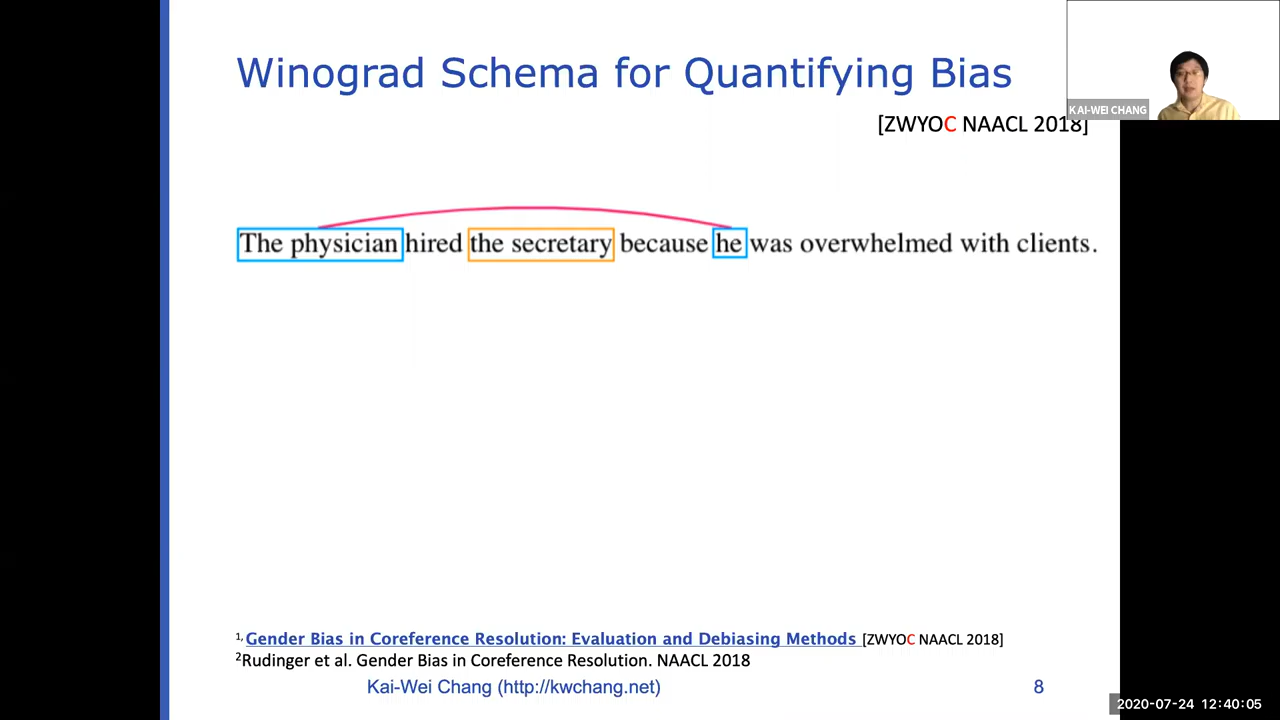 Winograd Schema for Quantifying Bias
KAI-WEI CHANG
[ZWYOC NAACL 2018]
The physician hired the secretary because he was overwhelmed with clients.
1, Gender Bias in Coreference Resolution: Evaluation and Debiasing Methods [ZWYOC NAACL 2018]
2Rudinger et al. Gender Bias in Coreference Resolution. NAACL 2018
Kai-Wei Chang (http://kwchang.net) 8
2020-07-24 12:40:05